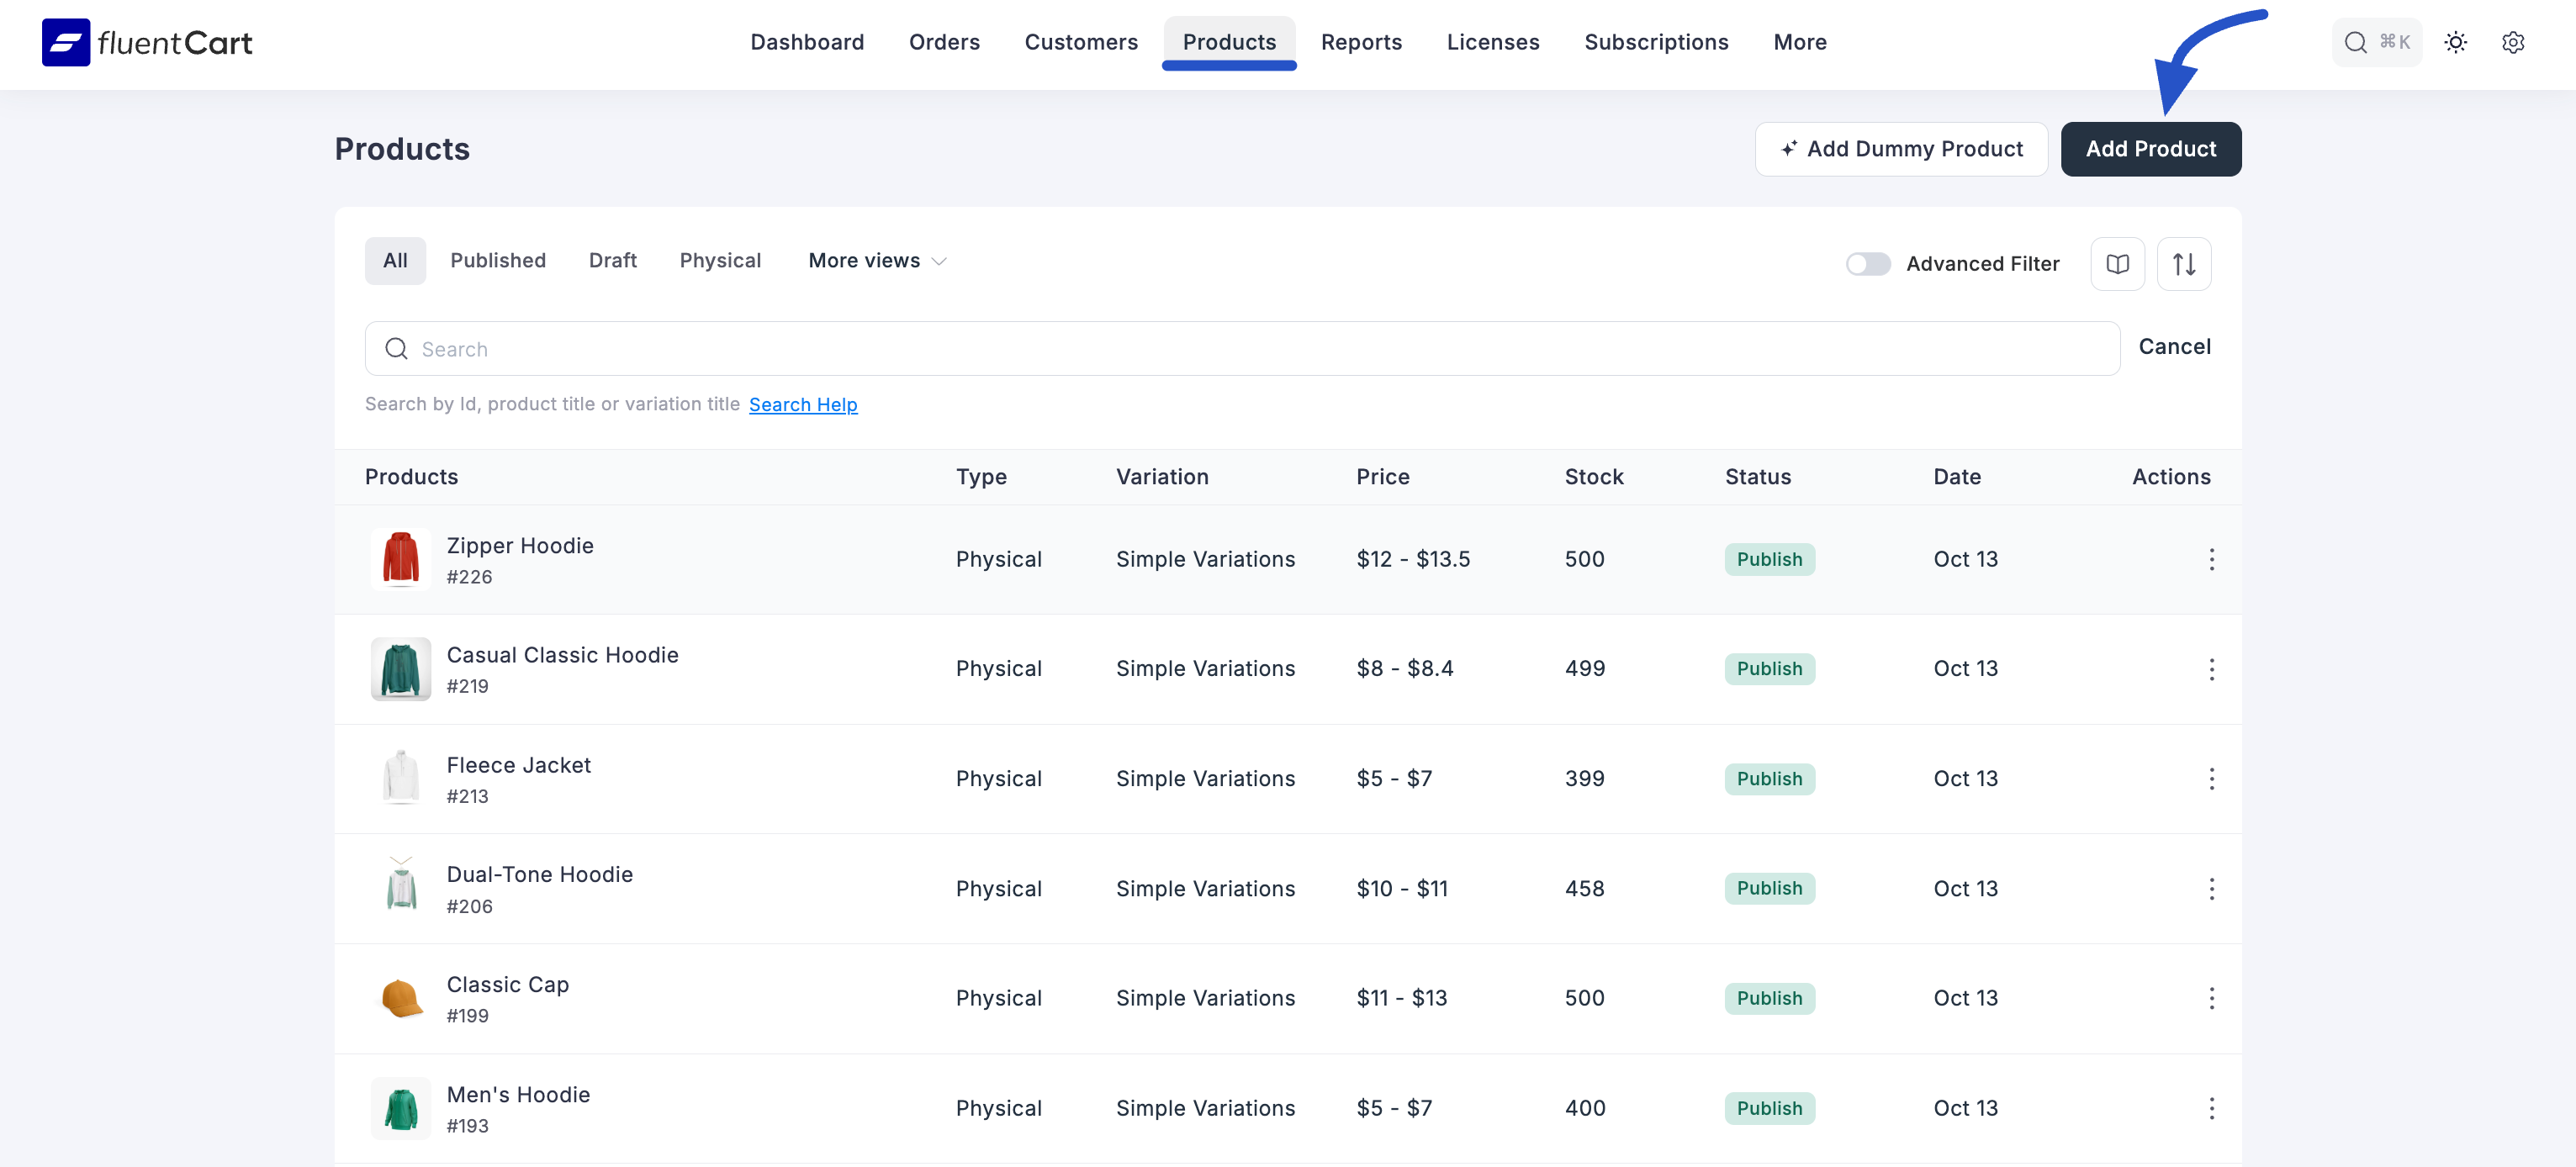 fluentCart
Dashboard Orders Customers Products Reports Licenses Subscriptions More
⌘K
Products
Add Dummy Product Add Product
All Published Draft Physical More views
Advanced Filter
Search
Cancel
Search by Id, product title or variation title Search Help
Products Type Variation Price Stock Status Date Actions
Zipper Hoodie
#226
Physical Simple Variations $12 - $13.5 500 Publish Oct 13
Casual Classic Hoodie
#219
Physical Simple Variations $8 - $8.4 499 Publish Oct 13
Fleece Jacket
#213
Physical Simple Variations $5 - $7 399 Publish Oct 13
Dual-Tone Hoodie
#206
Physical Simple Variations $10 - $11 458 Publish Oct 13
Classic Cap
#199
Physical Simple Variations $11 - $13 500 Publish Oct 13
Men's Hoodie
#193
Physical Simple Variations $5 - $7 400 Publish Oct 13